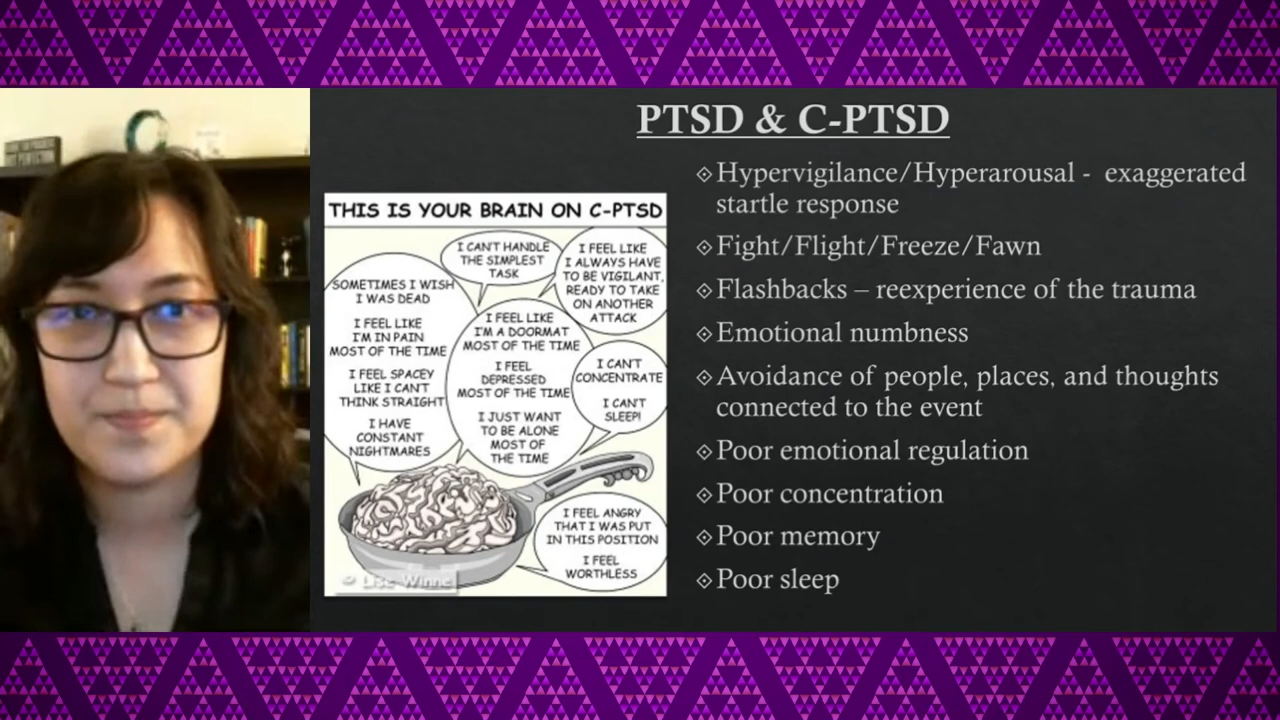 PTSD & C-PTSD
THIS IS YOUR BRAIN ON C-PTSD
SOMETIMES I WISH
I WAS DEAD
I FEEL LIKE
I'M IN PAIN
MOST OF THE TIME
I FEEL SPACEY
LIKE I CAN'T
THINK STRAIGHT
I HAVE
CONSTANT
NIGHTMARES
I CAN'T HANDLE
THE SIMPLEST
TASK
I FEEL LIKE
I ALWAYS HAVE
TO BE VIGILANT,
READY TO TAKE
ON ANOTHER
ATTACK
I FEEL LIKE
I'M A DOORMAT
MOST OF THE TIME
I FEEL
DEPRESSED
MOST OF THE TIME
I JUST WANT
TO BE ALONE
MOST OF
THE TIME
I CAN'T
CONCENTRATE
I CAN'T
SLEEP!
I FEEL ANGRY
THAT I WAS PUT
IN THIS POSITION
I FEEL
WORTHLESS
© Lise Winne
Hypervigilance/Hyperarousal - exaggerated
startle response
Fight/Flight/Freeze/Fawn
Flashbacks – reexperience of the trauma
Emotional numbness
Avoidance of people, places, and thoughts
connected to the event
Poor emotional regulation
Poor concentration
Poor memory
Poor sleep